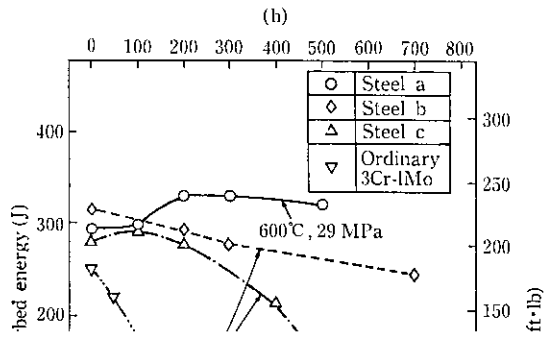 (h)
0 100 200 300 400 500 600 700 800
Steel a
Steel b
Steel c
Ordinary
3Cr-1Mo
400
300
200
300
250
200
150
600℃, 29 MPa
bed energy (J)
ft·lb)